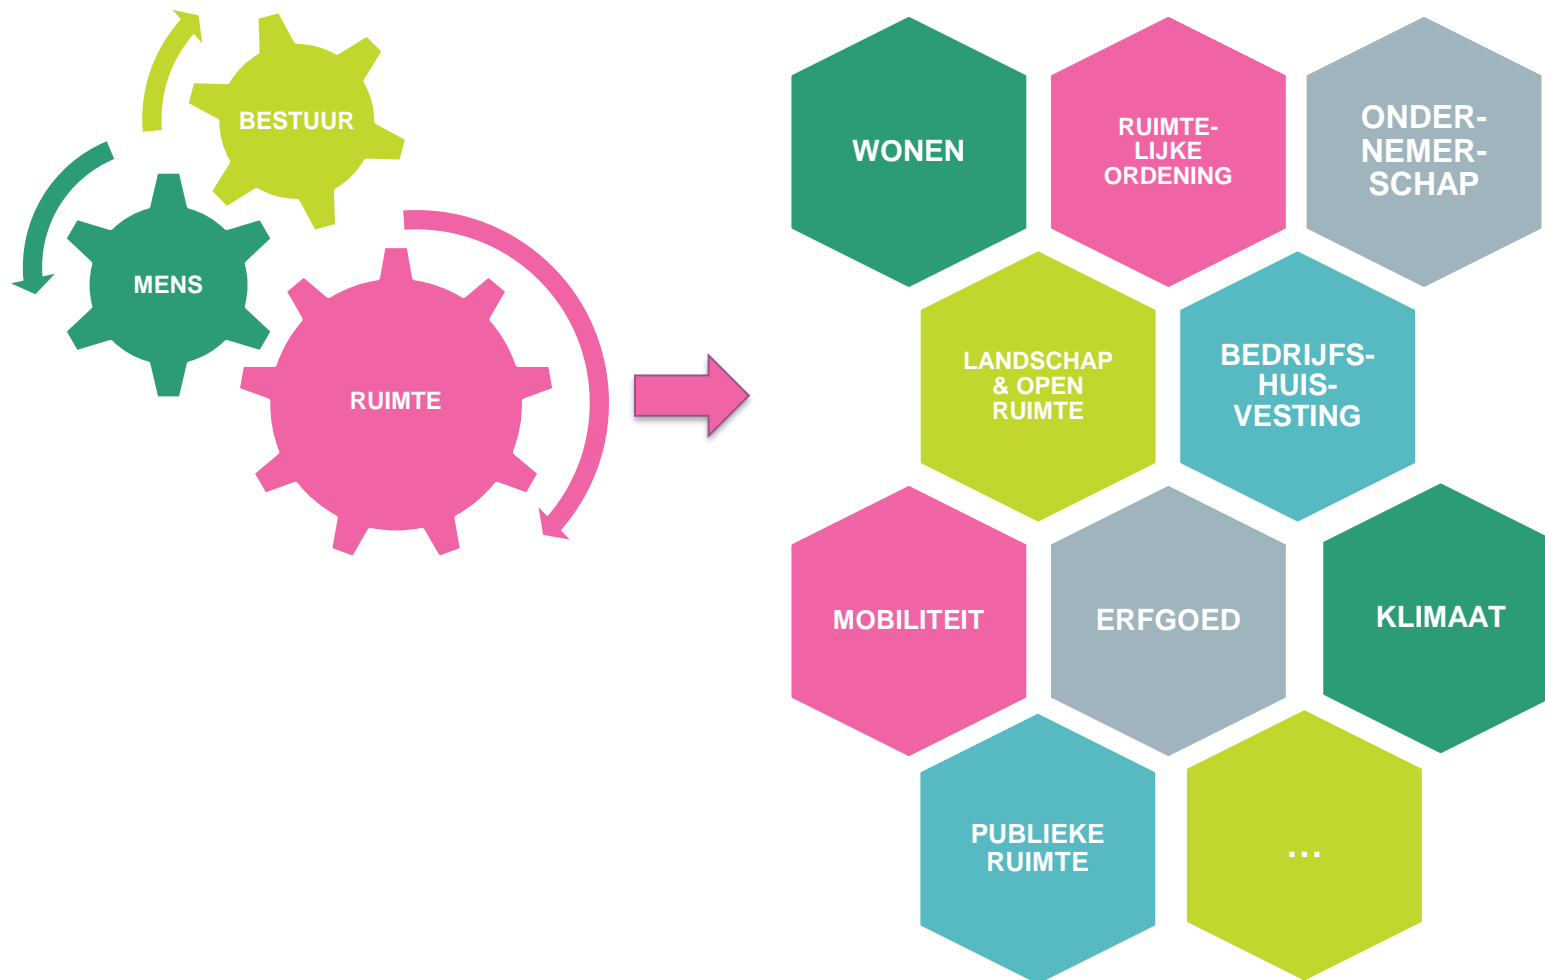 BESTUUR
MENS
RUIMTE
WONEN
RUIMTE-
LIJKE
ORDENING
ONDER-
NEMER-
SCHAP
LANDSCHAP
& OPEN
RUIMTE
BEDRIJFS-
HUIS-
VESTING
MOBILITEIT
ERFGOED
KLIMAAT
PUBLIEKE
RUIMTE
...